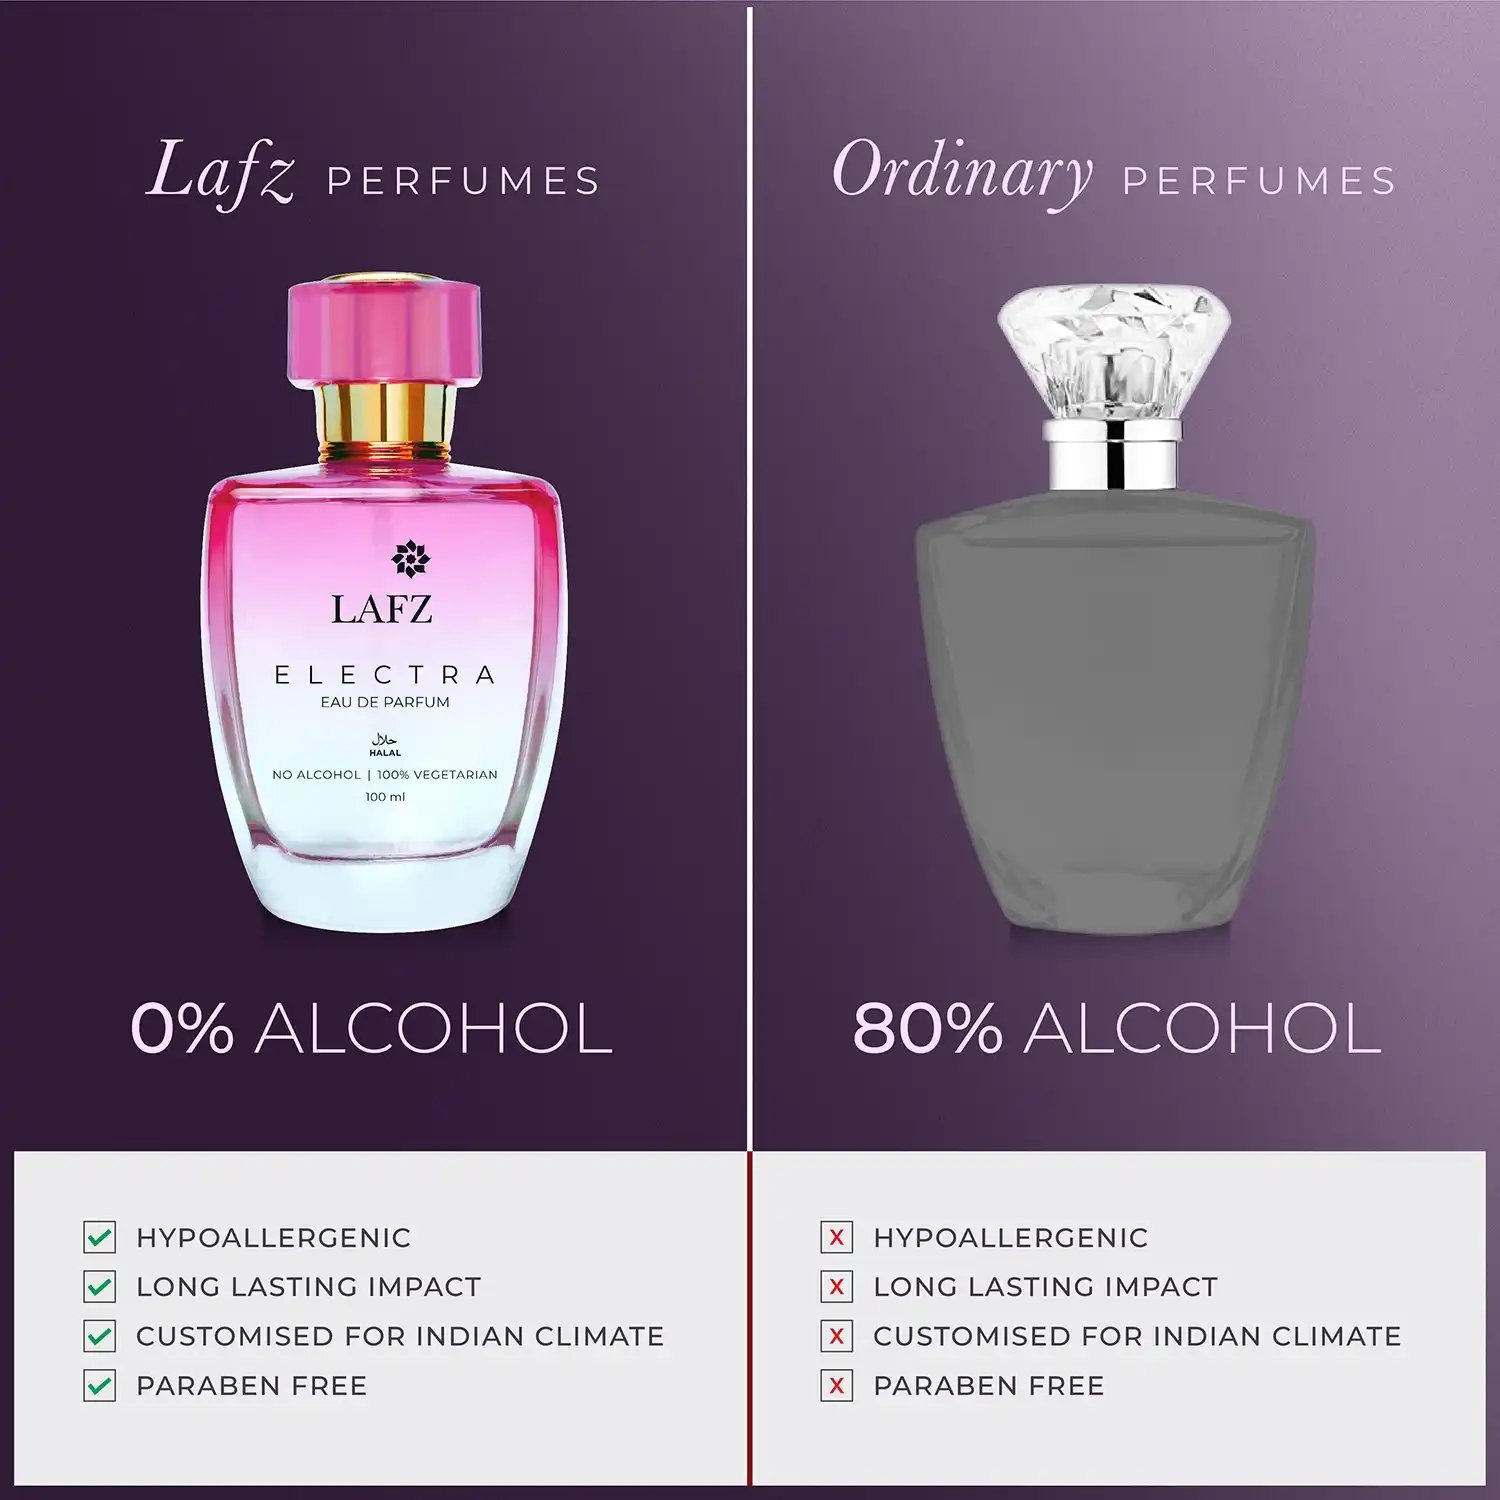 Lafz PERFUMES
LAFZ
ELECTRA
EAU DE PARFUM
حلال
HALAL
NO ALCOHOL | 100% VEGETARIAN
100 ml
0% ALCOHOL
HYPOALLERGENIC
LONG LASTING IMPACT
CUSTOMISED FOR INDIAN CLIMATE
PARABEN FREE
Ordinary PERFUMES
80% ALCOHOL
X HYPOALLERGENIC
X LONG LASTING IMPACT
X CUSTOMISED FOR INDIAN CLIMATE
X PARABEN FREE